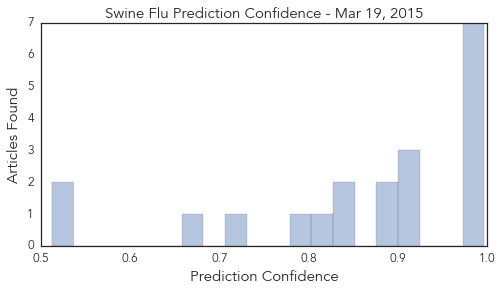 Swine Flu Prediction Confidence - Mar 19, 2015
Articles Found
7
6
5
4
3
2
1
0
0.5 0.6 0.7 0.8 0.9 1.0
Prediction Confidence